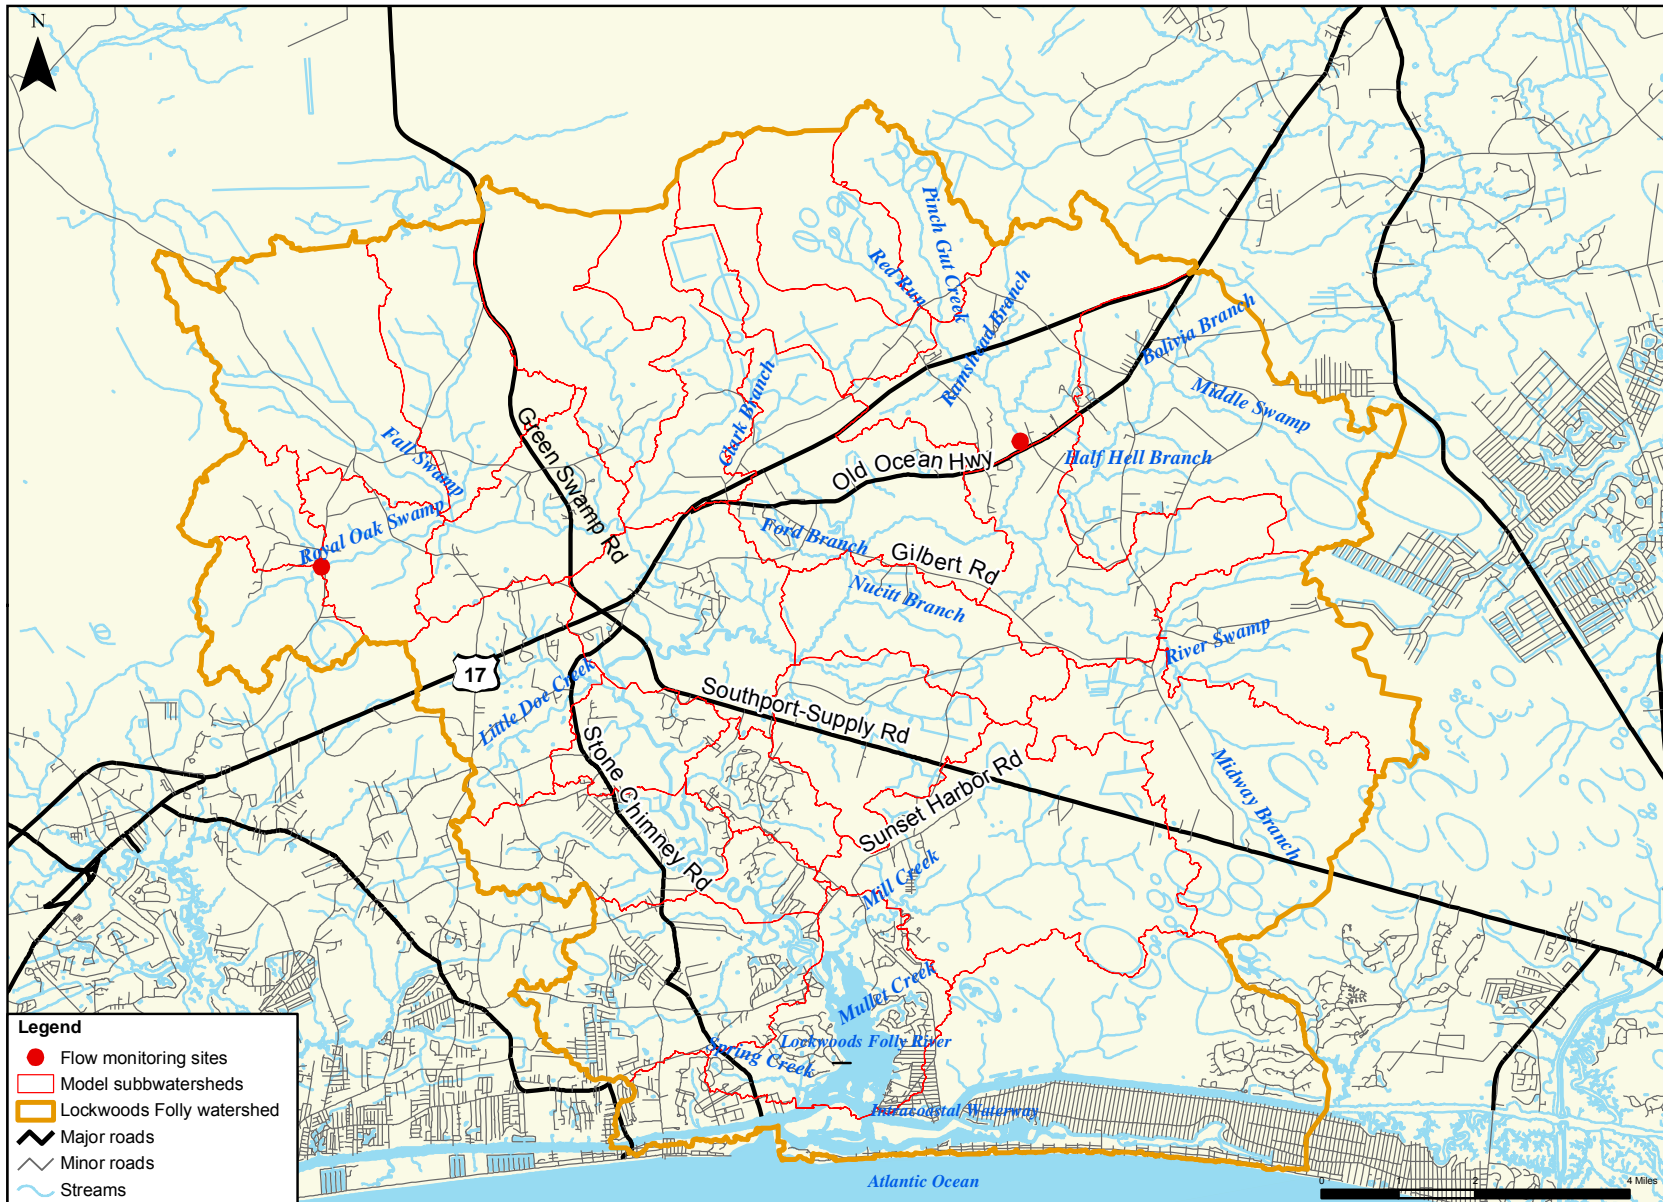 N
Pinch Gut Creek
Red Run
Ramshead Branch
Bolivia Branch
Middle Swamp
Clark Branch
Green Swamp Rd
Fall Swamp
Royal Oak Swamp
Old Ocean Hwy
Half Hell Branch
Ford Branch
Gilbert Rd
Nucitt Branch
River Swamp
17
Little Doe Creek
Southport-Supply Rd
Stone Chimney Rd
Sunset Harbor Rd
Midway Branch
Mill Creek
Mullet Creek
Lockwoods Folly River
Spring Creek
Intracoastal Waterway
Atlantic Ocean
Legend
Flow monitoring sites
Model subbwatersheds
Lockwoods Folly watershed
Major roads
Minor roads
Streams
0 1 2 4 Miles